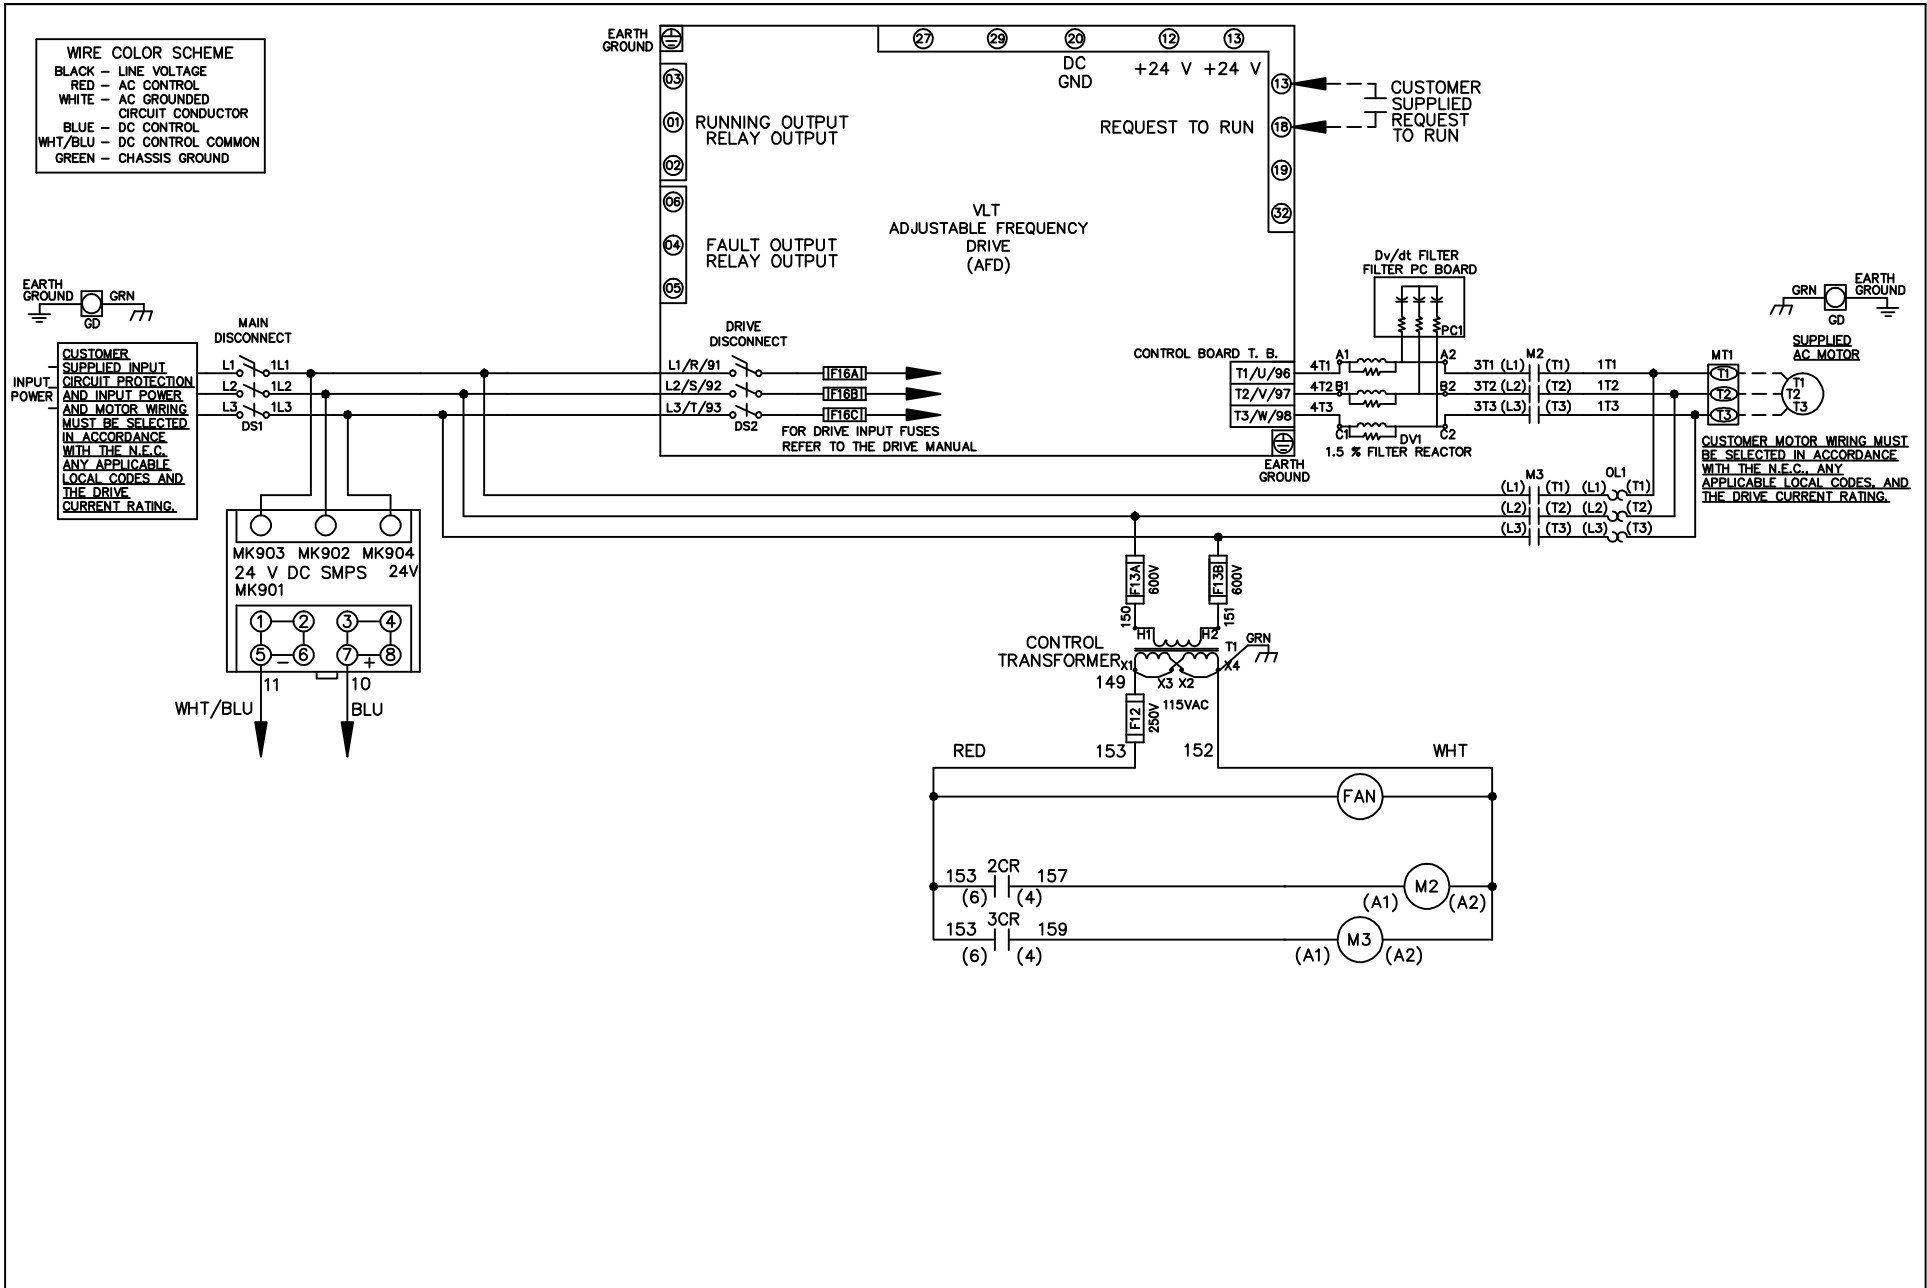 WIRE COLOR SCHEME
BLACK – LINE VOLTAGE
RED – AC CONTROL
WHITE – AC GROUNDED
CIRCUIT CONDUCTOR
BLUE – DC CONTROL
WHT/BLU – DC CONTROL COMMON
GREEN – CHASSIS GROUND
EARTH
GROUND
03
01
02
RUNNING OUTPUT
RELAY OUTPUT
06
04
05
FAULT OUTPUT
RELAY OUTPUT
27 29 20 12 13
DC
GND
+24 V +24 V
13
REQUEST TO RUN 18
19
32
CUSTOMER
SUPPLIED
REQUEST
TO RUN
VLT
ADJUSTABLE FREQUENCY
DRIVE
(AFD)
EARTH
GROUND
GRN
GD
INPUT
POWER
CUSTOMER
SUPPLIED INPUT
CIRCUIT PROTECTION
AND INPUT POWER
AND MOTOR WIRING
MUST BE SELECTED
IN ACCORDANCE
WITH THE N.E.C.
ANY APPLICABLE
LOCAL CODES AND
THE DRIVE
CURRENT RATING.
MAIN
DISCONNECT
L1 1L1
L2 1L2
L3 1L3
DS1
DRIVE
DISCONNECT
L1/R/91 F16A
L2/S/92 F16B
L3/T/93 F16C
DS2
FOR DRIVE INPUT FUSES
REFER TO THE DRIVE MANUAL
CONTROL BOARD T. B.
T1/U/96
T2/V/97
T3/W/98
EARTH
GROUND
Dv/dt FILTER
FILTER PC BOARD
PC1
4T1 A1 A2
4T2 B1 B2
4T3 C1 C2
DV1
1.5 % FILTER REACTOR
M2
3T1 (L1) (T1) 1T1
3T2 (L2) (T2) 1T2
3T3 (L3) (T3) 1T3
MT1
T1
T2
T3
T1
T2
T3
GRN
EARTH
GROUND
GD
SUPPLIED
AC MOTOR
CUSTOMER MOTOR WIRING MUST
BE SELECTED IN ACCORDANCE
WITH THE N.E.C., ANY
APPLICABLE LOCAL CODES, AND
THE DRIVE CURRENT RATING.
M3 OL1
(L1) (T1) (L1) (T1)
(L2) (T2) (L2) (T2)
(L3) (T3) (L3) (T3)
MK903 MK902 MK904
24 V DC SMPS 24V
MK901
1 2 3 4
5 – 6 7 + 8
11 10
WHT/BLU BLU
F13A 600V F13B 600V
150 151
H1 H2
CONTROL
TRANSFORMER
T1 GRN
X1 X3 X2 X4
149
F12 250V 115VAC
RED 153 152 WHT
FAN
2CR
153 157
(6) (4)
M2
(A1) (A2)
3CR
153 159
(6) (4)
M3
(A1) (A2)